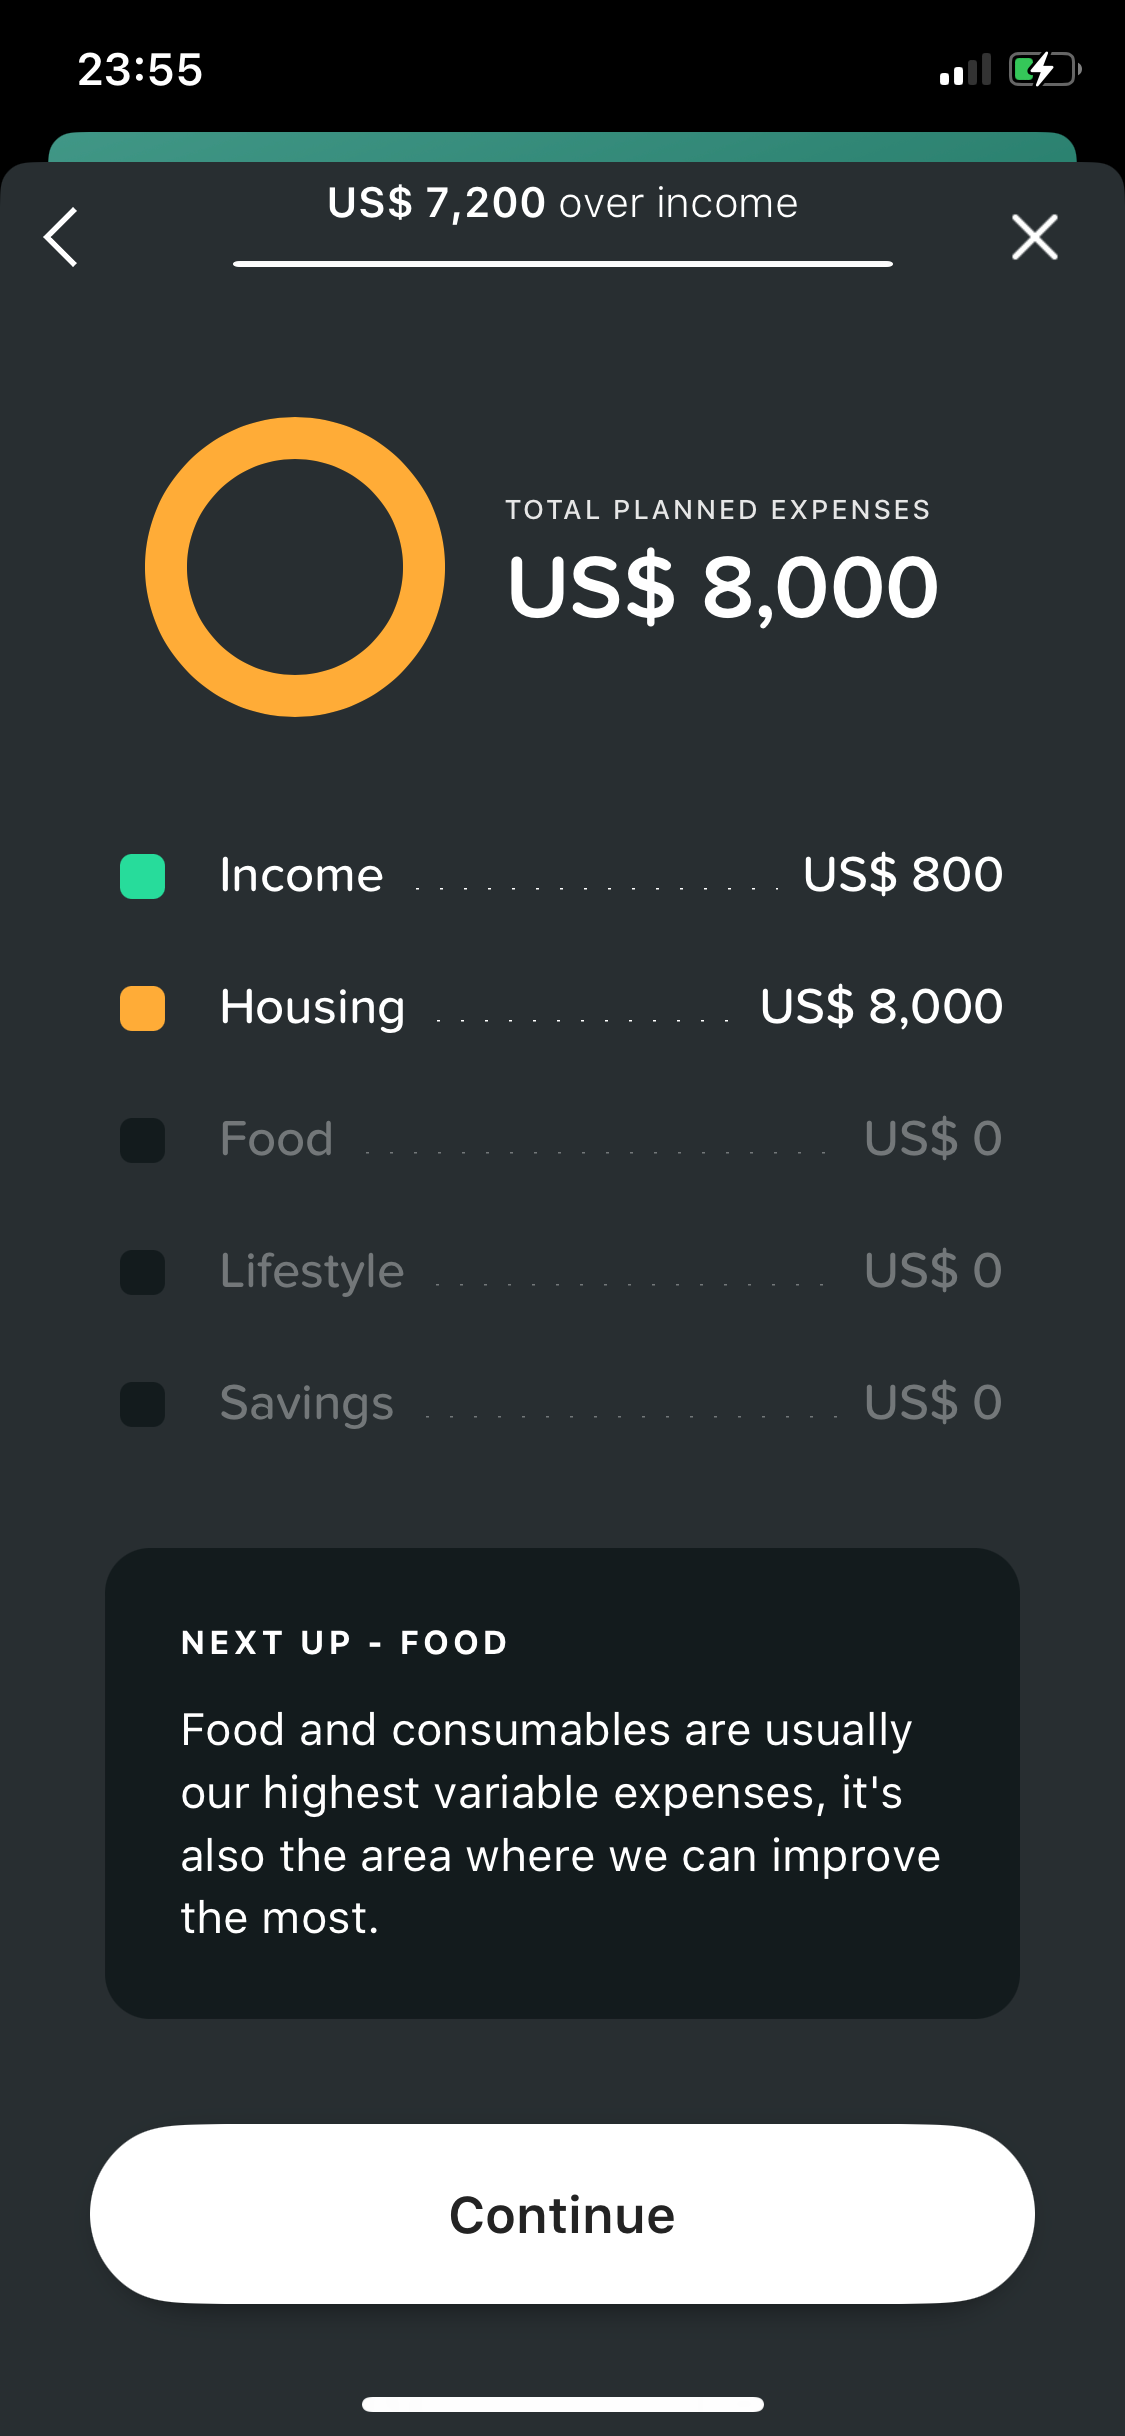 23:55
US$ 7,200 over income
TOTAL PLANNED EXPENSES
US$ 8,000
Income . . . . . . . . . . . . . . . . US$ 800
Housing . . . . . . . . . . . . . US$ 8,000
Food . . . . . . . . . . . . . . . . . . . . US$ 0
Lifestyle . . . . . . . . . . . . . . . . . US$ 0
Savings . . . . . . . . . . . . . . . . . . US$ 0
NEXT UP - FOOD
Food and consumables are usually
our highest variable expenses, it's
also the area where we can improve
the most.
Continue